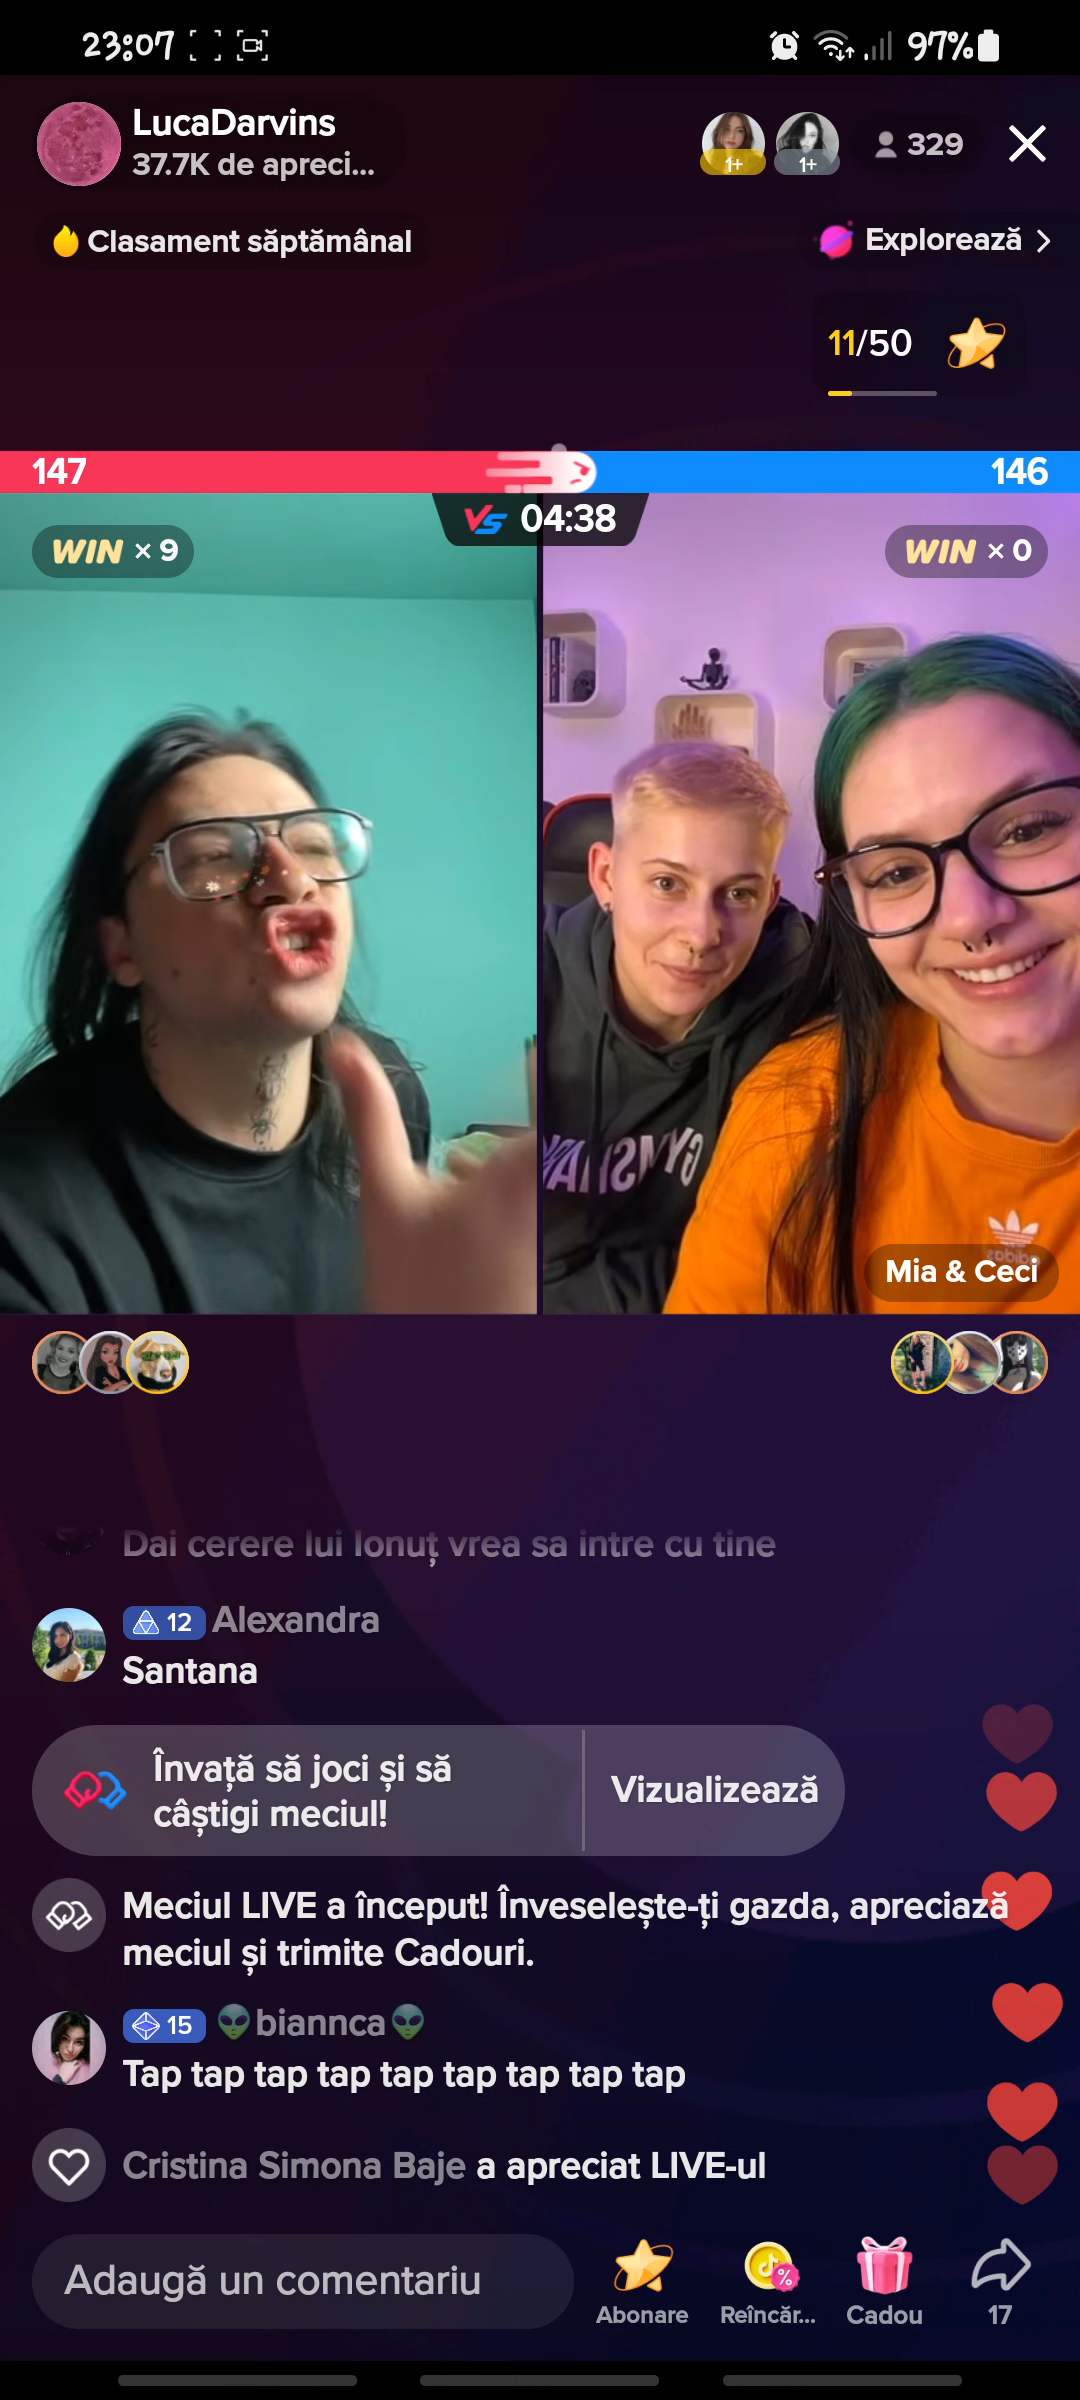 23:07
97%
LucaDarvins
37.7K de apreci...
1+
1+
329
Clasament săptămânal
Explorează
11/50
147
146
VS 04:38
WIN × 9
WIN × 0
GYMSHARK
adidas
Mia & Ceci
Dai cerere lui Ionuț vrea sa intre cu tine
12 Alexandra
Santana
Învață să joci și să
câștigi meciul!
Vizualizează
Meciul LIVE a început! Înveselește-ți gazda, apreciază
meciul și trimite Cadouri.
15 👽biannca👽
Tap tap tap tap tap tap tap tap tap
Cristina Simona Baje a apreciat LIVE-ul
Adaugă un comentariu
Abonare
Reîncăr...
Cadou
17